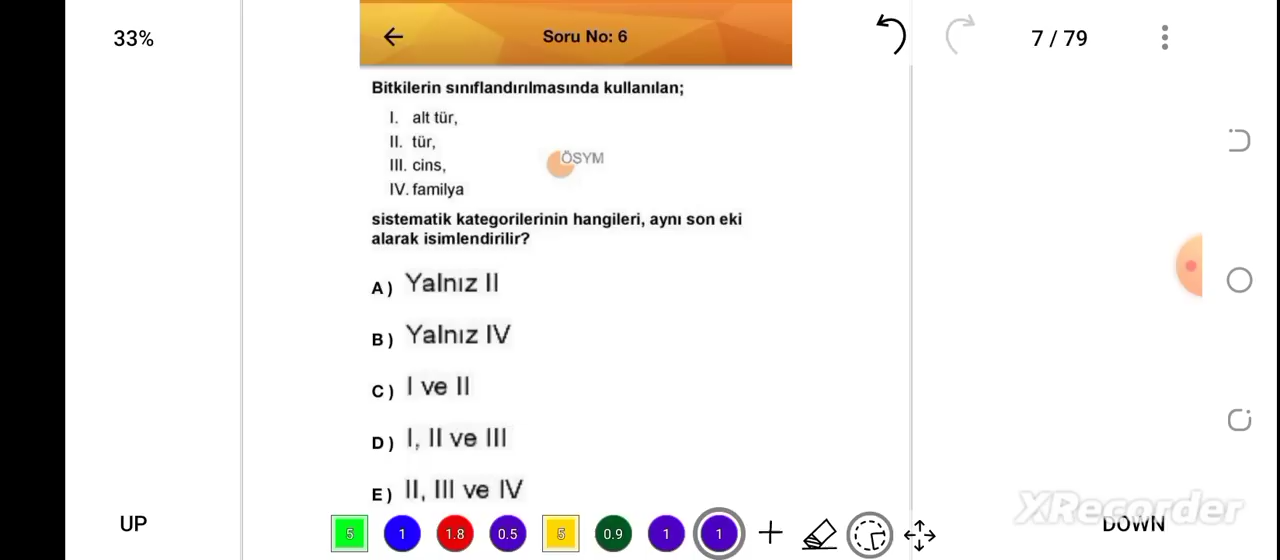 33%
Soru No: 6
7 / 79
Bitkilerin sınıflandırılmasında kullanılan;
I. alt tür,
II. tür,
III. cins,
IV. familya
ÖSYM
sistematik kategorilerinin hangileri, aynı son eki
alarak isimlendirilir?
A) Yalnız II
B) Yalnız IV
C) I ve II
D) I, II ve III
E) II, III ve IV
UP
5 1 1.8 0.5 5 0.9 1 1
XRecorder
DOWN